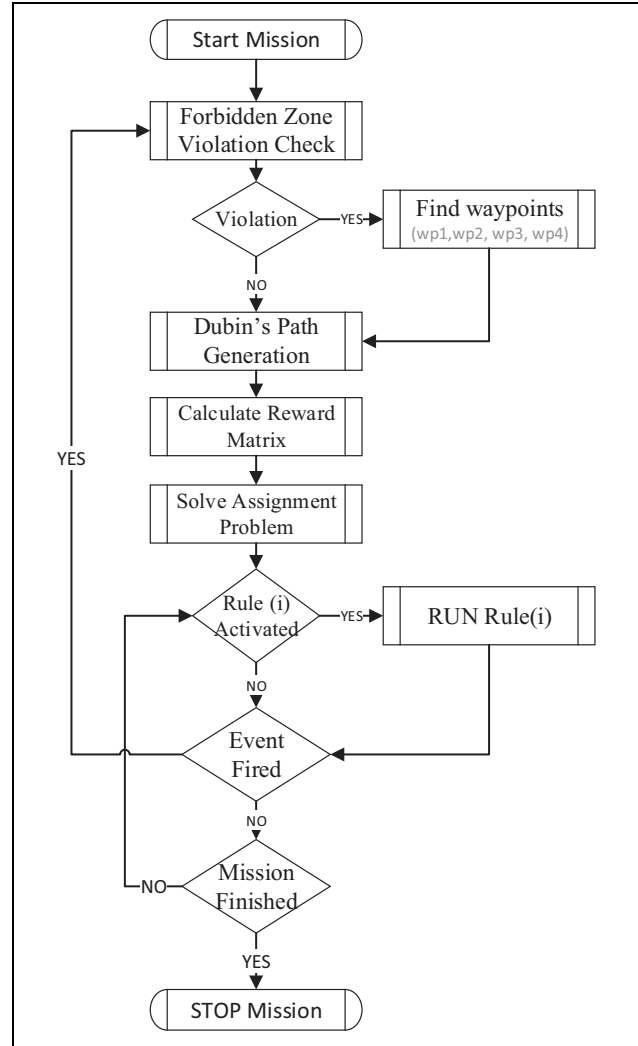 Start Mission
Forbidden Zone
Violation Check
Violation
YES
Find waypoints
(wp1,wp2, wp3, wp4)
NO
Dubin’s Path
Generation
Calculate Reward
Matrix
YES
Solve Assignment
Problem
Rule (i)
Activated
YES
RUN Rule(i)
NO
Event
Fired
NO
Mission
Finished
NO
YES
STOP Mission